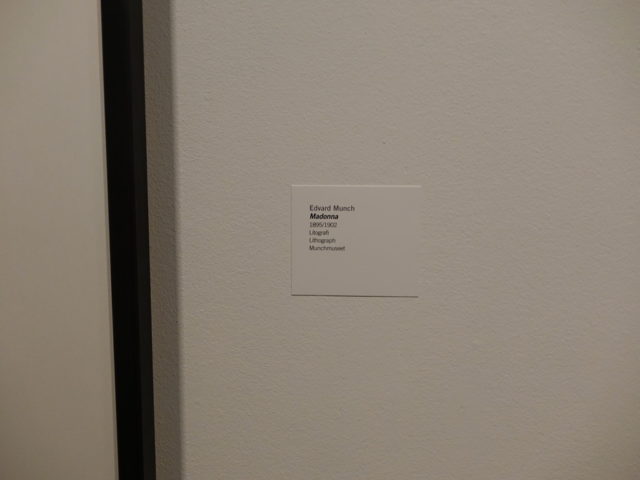 Edvard Munch
Madonna
1895/1902
Litografi
Lithograph
Munchmuseet